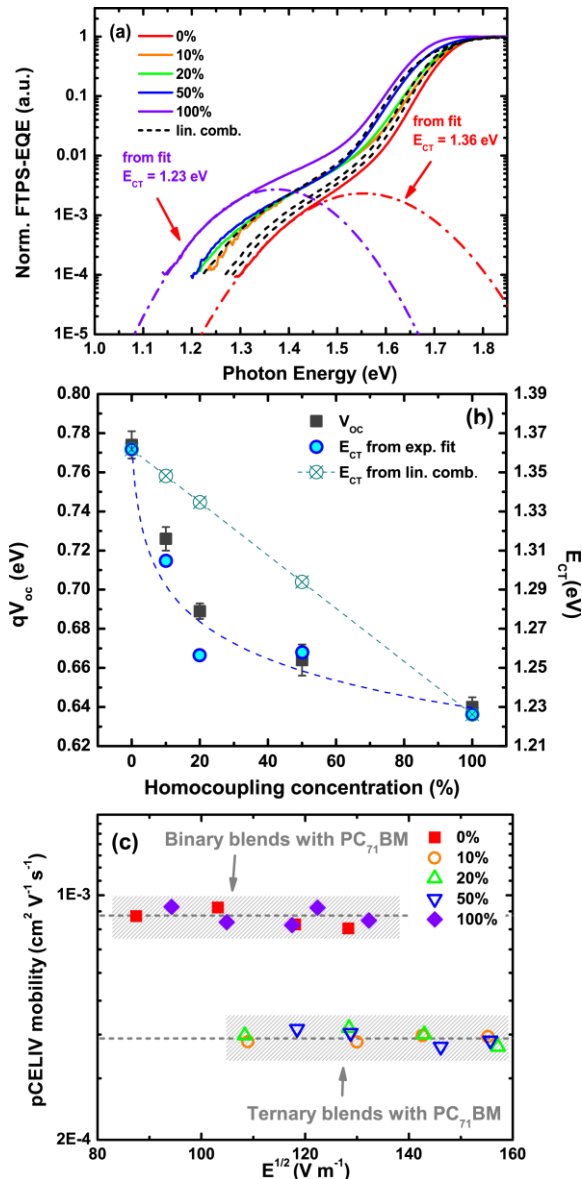 (a)
0%
10%
20%
50%
100%
lin. comb.
from fit
E_CT = 1.23 eV
from fit
E_CT = 1.36 eV
Norm. FTPS-EQE (a.u.)
1
0.1
0.01
1E-3
1E-4
1E-5
1.0 1.1 1.2 1.3 1.4 1.5 1.6 1.7 1.8
Photon Energy (eV)
(b)
V_OC
E_CT from exp. fit
E_CT from lin. comb.
qV_oc (eV)
0.80
0.78
0.76
0.74
0.72
0.70
0.68
0.66
0.64
0.62
E_CT(eV)
1.39
1.37
1.35
1.33
1.31
1.29
1.27
1.25
1.23
1.21
0 20 40 60 80 100
Homocoupling concentration (%)
(c)
Binary blends with PC71BM
0%
10%
20%
50%
100%
Ternary blends with PC71BM
pCELIV mobility (cm² V⁻¹ s⁻¹)
1E-3
2E-4
80 100 120 140 160
E^1/2 (V m⁻¹)